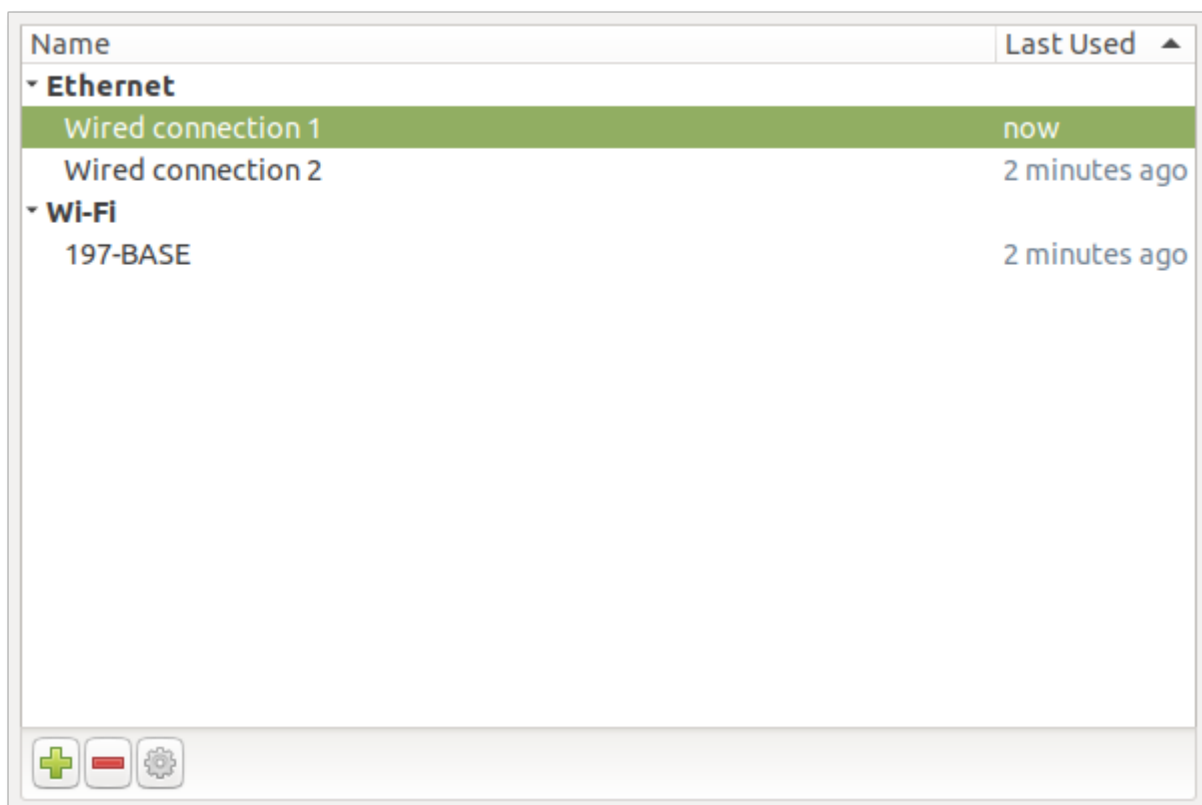 Name Last Used
Ethernet
Wired connection 1 now
Wired connection 2 2 minutes ago
Wi-Fi
197-BASE 2 minutes ago